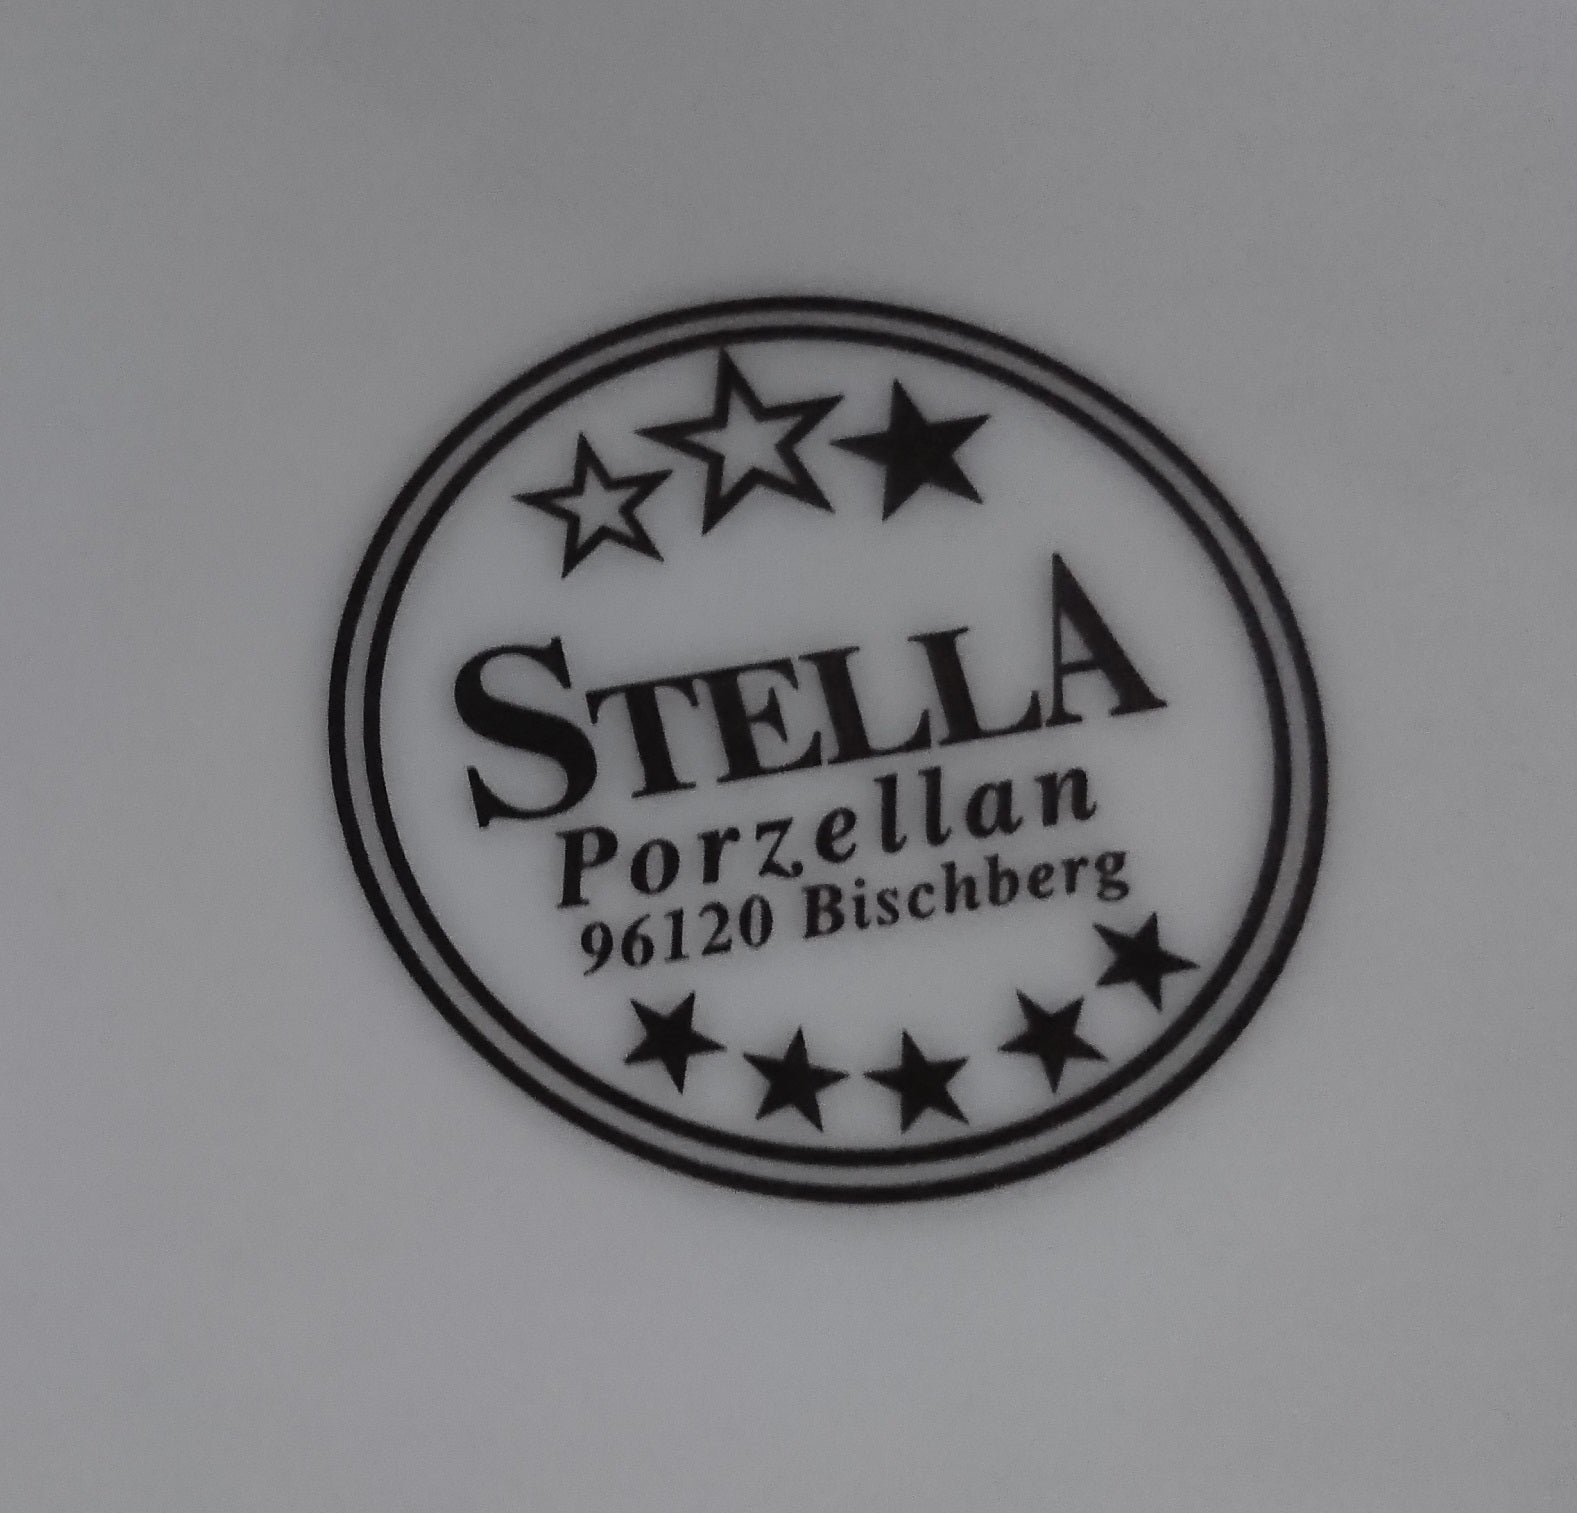 STELLA
Porzellan
96120 Bischberg